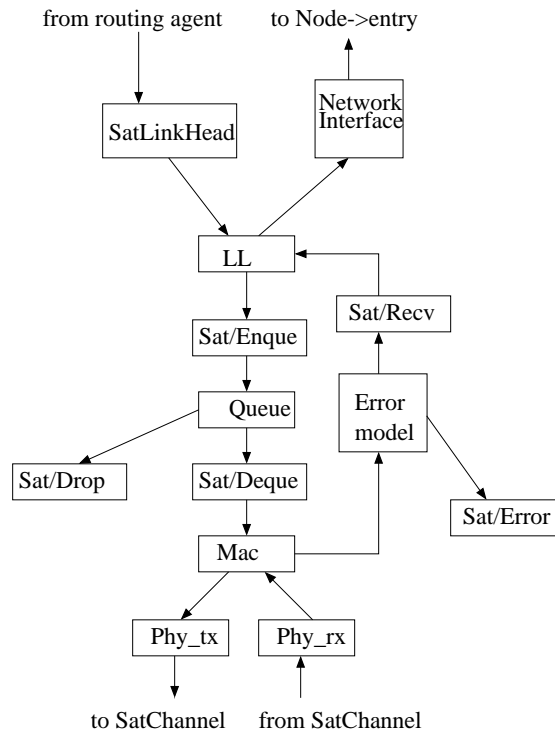 from routing agent
to Node->entry
SatLinkHead
Network
Interface
LL
Sat/Enque
Sat/Recv
Queue
Error
model
Sat/Drop
Sat/Deque
Sat/Error
Mac
Phy_tx
Phy_rx
to SatChannel
from SatChannel